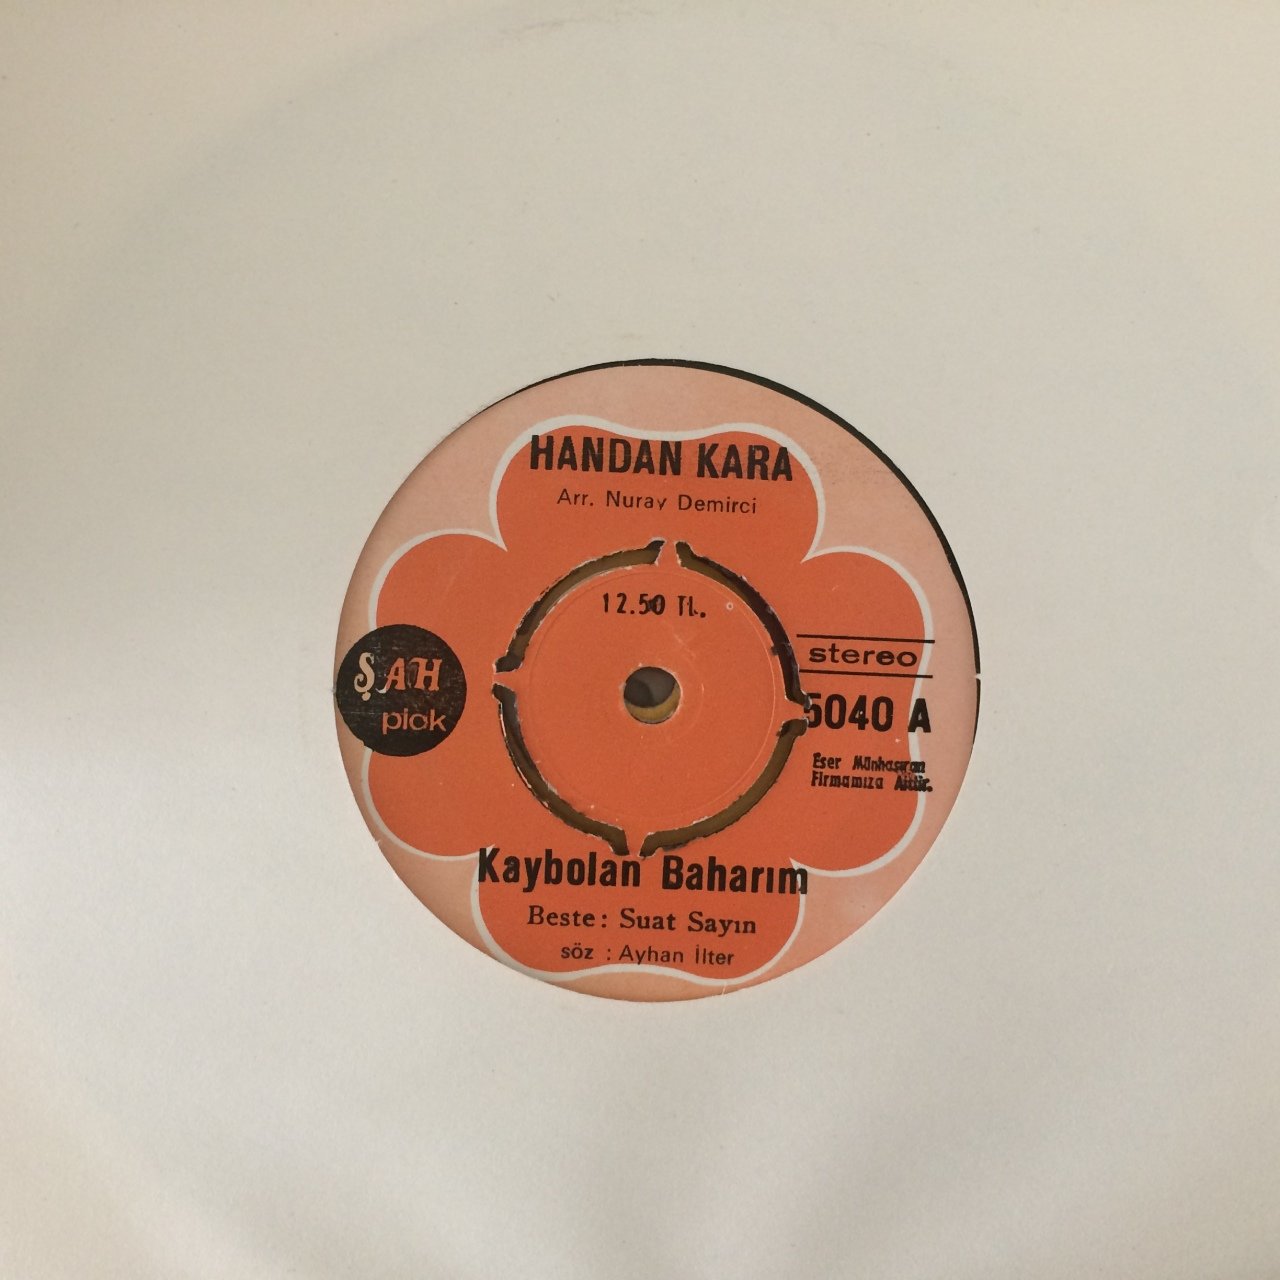 HANDAN KARA
Arr. Nuray Demirci
12.50 TL.
ŞAH
plak
stereo
5040 A
Eser Münhasıran
Firmamıza Aittir.
Kaybolan Baharım
Beste: Suat Sayın
söz : Ayhan İlter